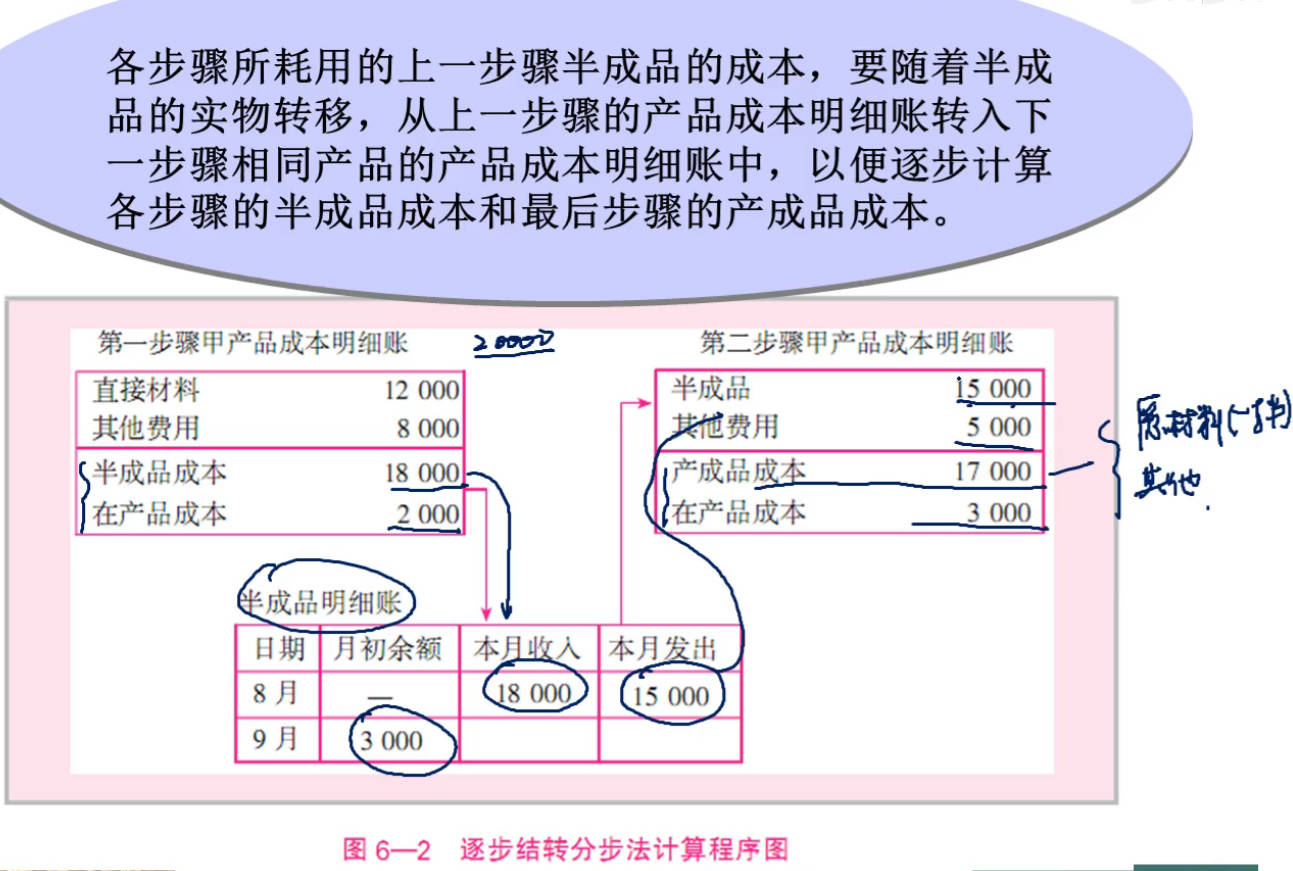 各步骤所耗用的上一步骤半成品的成本，要随着半成
品的实物转移，从上一步骤的产品成本明细账转入下
一步骤相同产品的产品成本明细账中，以便逐步计算
各步骤的半成品成本和最后步骤的产成品成本。
第一步骤甲产品成本明细账 20000
直接材料 12 000
其他费用 8 000
半成品成本 18 000
在产品成本 2 000
第二步骤甲产品成本明细账
半成品 15 000
其他费用 5 000
产成品成本 17 000
在产品成本 3 000
原材料
其他
半成品明细账
日期 月初余额 本月收入 本月发出
8 月 — 18 000 15 000
9 月 3 000
图 6—2 逐步结转分步法计算程序图